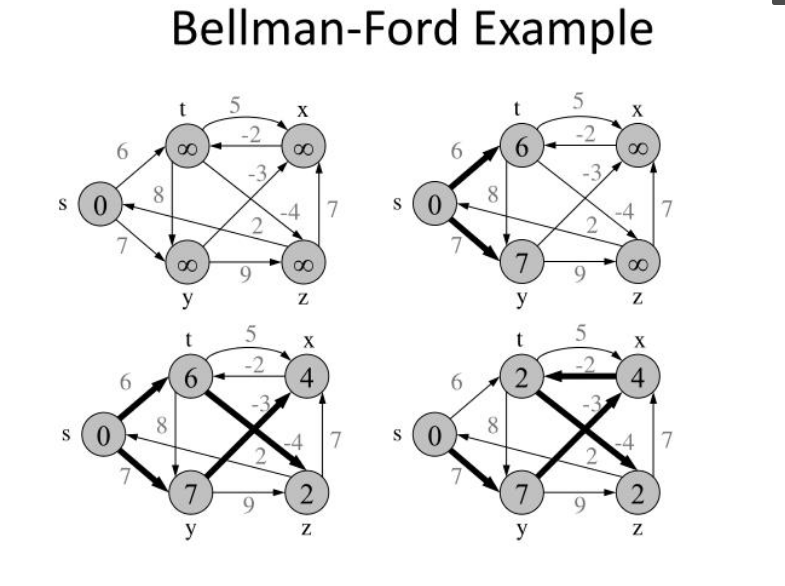 Bellman-Ford Example
t 5 x
6 ∞ -2 ∞
s 0 8 -3 -4 7
7 2
∞ 9 ∞
y z
t 5 x
6 6 -2 ∞
s 0 8 -3 -4 7
7 2
7 9 ∞
y z
t 5 x
6 6 -2 4
s 0 8 -3 -4 7
7 2
7 9 2
y z
t 5 x
6 2 -2 4
s 0 8 -3 -4 7
7 2
7 9 2
y z